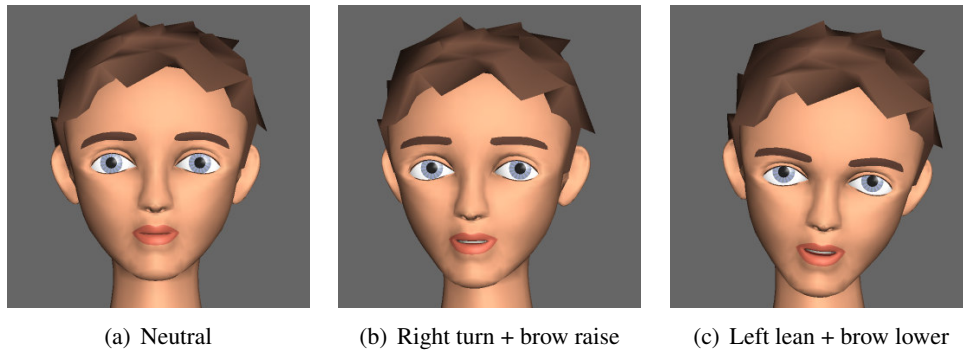 (a) Neutral
(b) Right turn + brow raise
(c) Left lean + brow lower